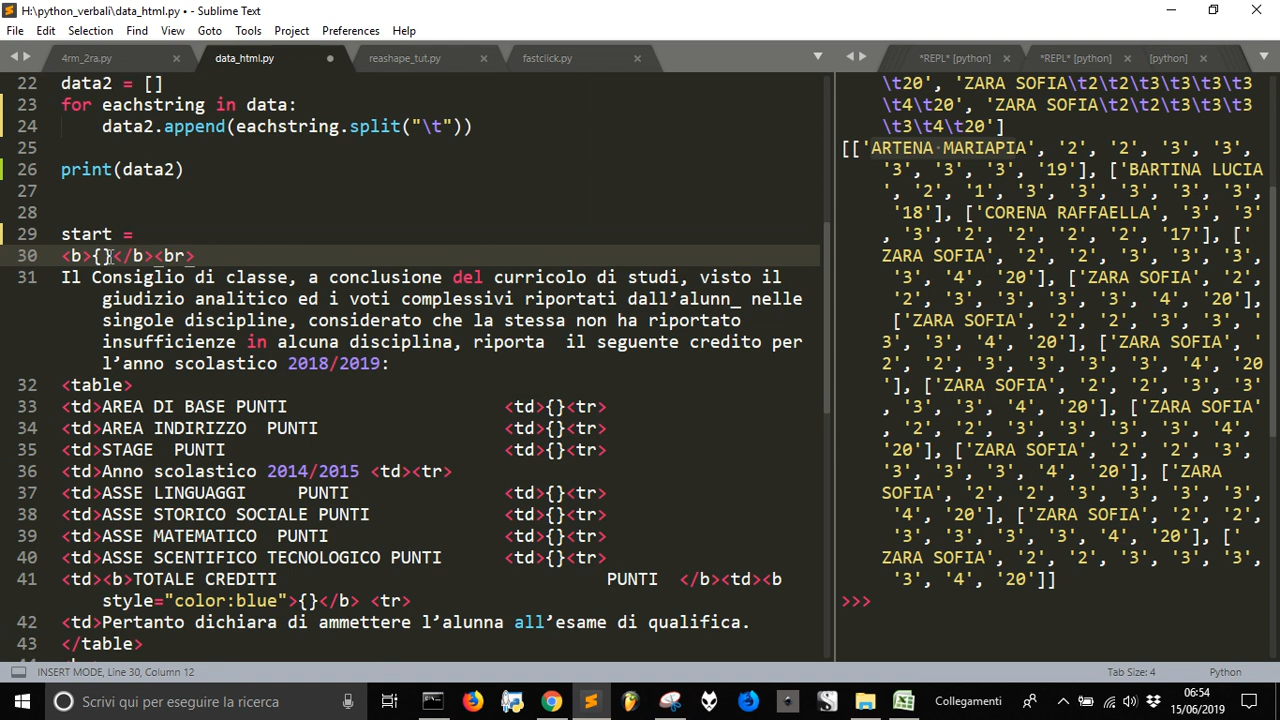 H:\python_verbali\data_html.py • - Sublime Text
File Edit Selection Find View Goto Tools Project Preferences Help
4rm_2ra.py data_html.py reashape_tut.py fastclick.py
*REPL* [python] *REPL* [python] [python]
22 data2 = []
23 for eachstring in data:
24 data2.append(eachstring.split("\t"))
25
26 print(data2)
27
28
29 start =
30 <b>{}</b><br>
31 Il Consiglio di classe, a conclusione del curricolo di studi, visto il
giudizio analitico ed i voti complessivi riportati dall’alunn_ nelle
singole discipline, considerato che la stessa non ha riportato
insufficienze in alcuna disciplina, riporta  il seguente credito per
l’anno scolastico 2018/2019:
32 <table>
33 <td>AREA DI BASE PUNTI <td>{}<tr>
34 <td>AREA INDIRIZZO  PUNTI <td>{}<tr>
35 <td>STAGE  PUNTI <td>{}<tr>
36 <td>Anno scolastico 2014/2015 <td><tr>
37 <td>ASSE LINGUAGGI     PUNTI <td>{}<tr>
38 <td>ASSE STORICO SOCIALE PUNTI <td>{}<tr>
39 <td>ASSE MATEMATICO  PUNTI <td>{}<tr>
40 <td>ASSE SCENTIFICO TECNOLOGICO PUNTI <td>{}<tr>
41 <td><b>TOTALE CREDITI PUNTI  </b><td><b
style="color:blue">{}</b> <tr>
42 <td>Pertanto dichiara di ammettere l’alunna all’esame di qualifica.
43 </table>
\t20', 'ZARA SOFIA\t2\t2\t3\t3\t3
\t4\t20', 'ZARA SOFIA\t2\t2\t3\t3\t3
\t3\t4\t20']
[['ARTENA MARIAPIA', '2', '2', '3', '3',
'3', '3', '3', '19'], ['BARTINA LUCIA'
, '2', '1', '3', '3', '3', '3', '3',
'18'], ['CORENA RAFFAELLA', '3', '3',
'3', '2', '2', '2', '2', '17'], ['
ZARA SOFIA', '2', '2', '3', '3', '3',
'3', '4', '20'], ['ZARA SOFIA', '2',
'2', '3', '3', '3', '3', '4', '20'],
['ZARA SOFIA', '2', '2', '3', '3', '
3', '3', '4', '20'], ['ZARA SOFIA', '
2', '2', '3', '3', '3', '3', '4', '20
'], ['ZARA SOFIA', '2', '2', '3', '3'
, '3', '3', '4', '20'], ['ZARA SOFIA'
, '2', '2', '3', '3', '3', '3', '4',
'20'], ['ZARA SOFIA', '2', '2', '3',
'3', '3', '3', '4', '20'], ['ZARA
SOFIA', '2', '2', '3', '3', '3', '3',
'4', '20'], ['ZARA SOFIA', '2', '2',
'3', '3', '3', '3', '4', '20'], ['
ZARA SOFIA', '2', '2', '3', '3', '3',
'3', '4', '20']]
>>>
INSERT MODE, Line 30, Column 12 Tab Size: 4 Python
Scrivi qui per eseguire la ricerca Collegamenti 06:54
15/06/2019